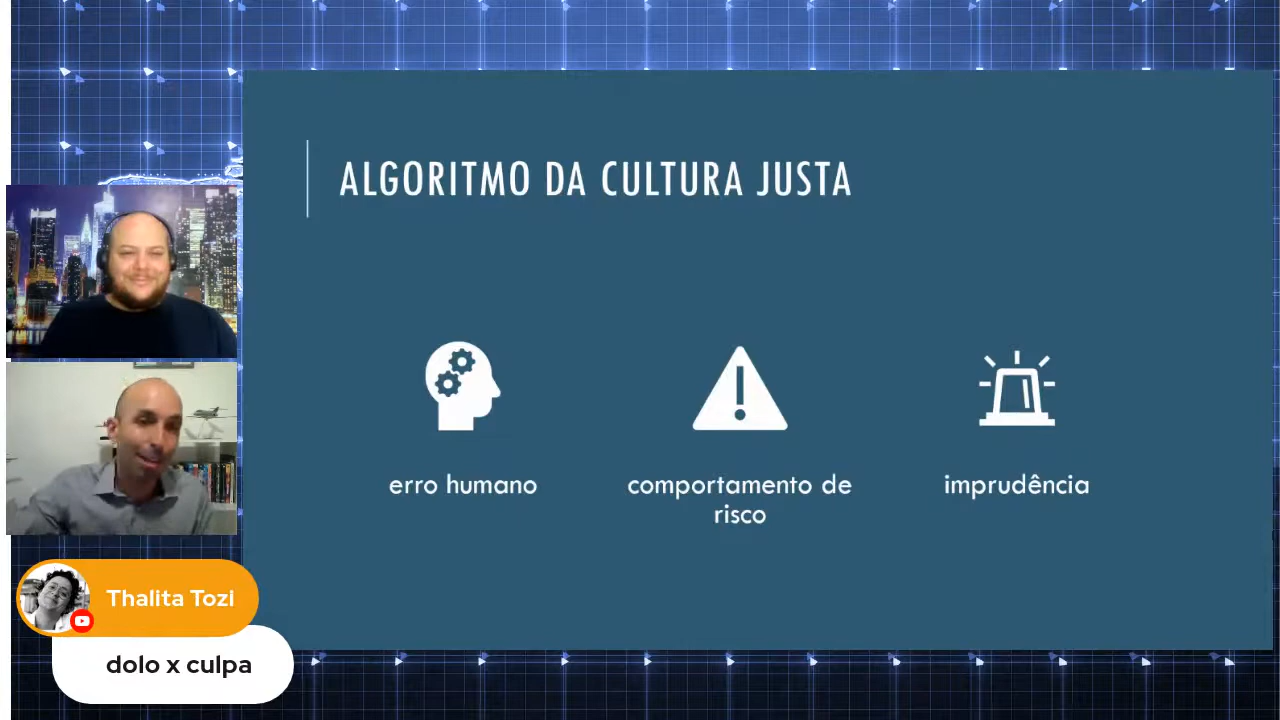 ALGORITMO DA CULTURA JUSTA
erro humano
comportamento de
risco
imprudência
Thalita Tozi
dolo x culpa